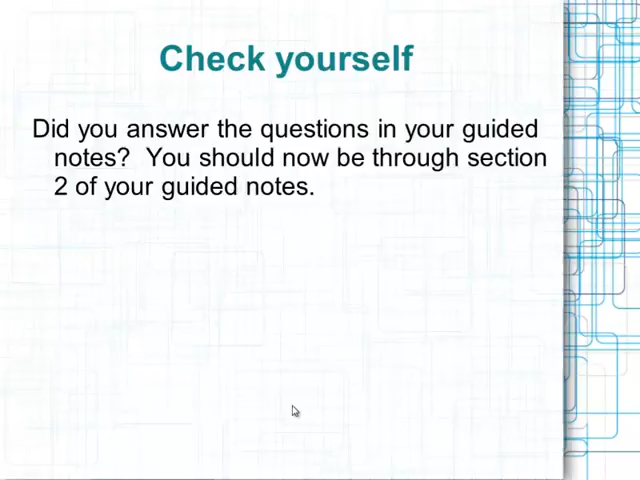 Check yourself
Did you answer the questions in your guided
notes?  You should now be through section
2 of your guided notes.